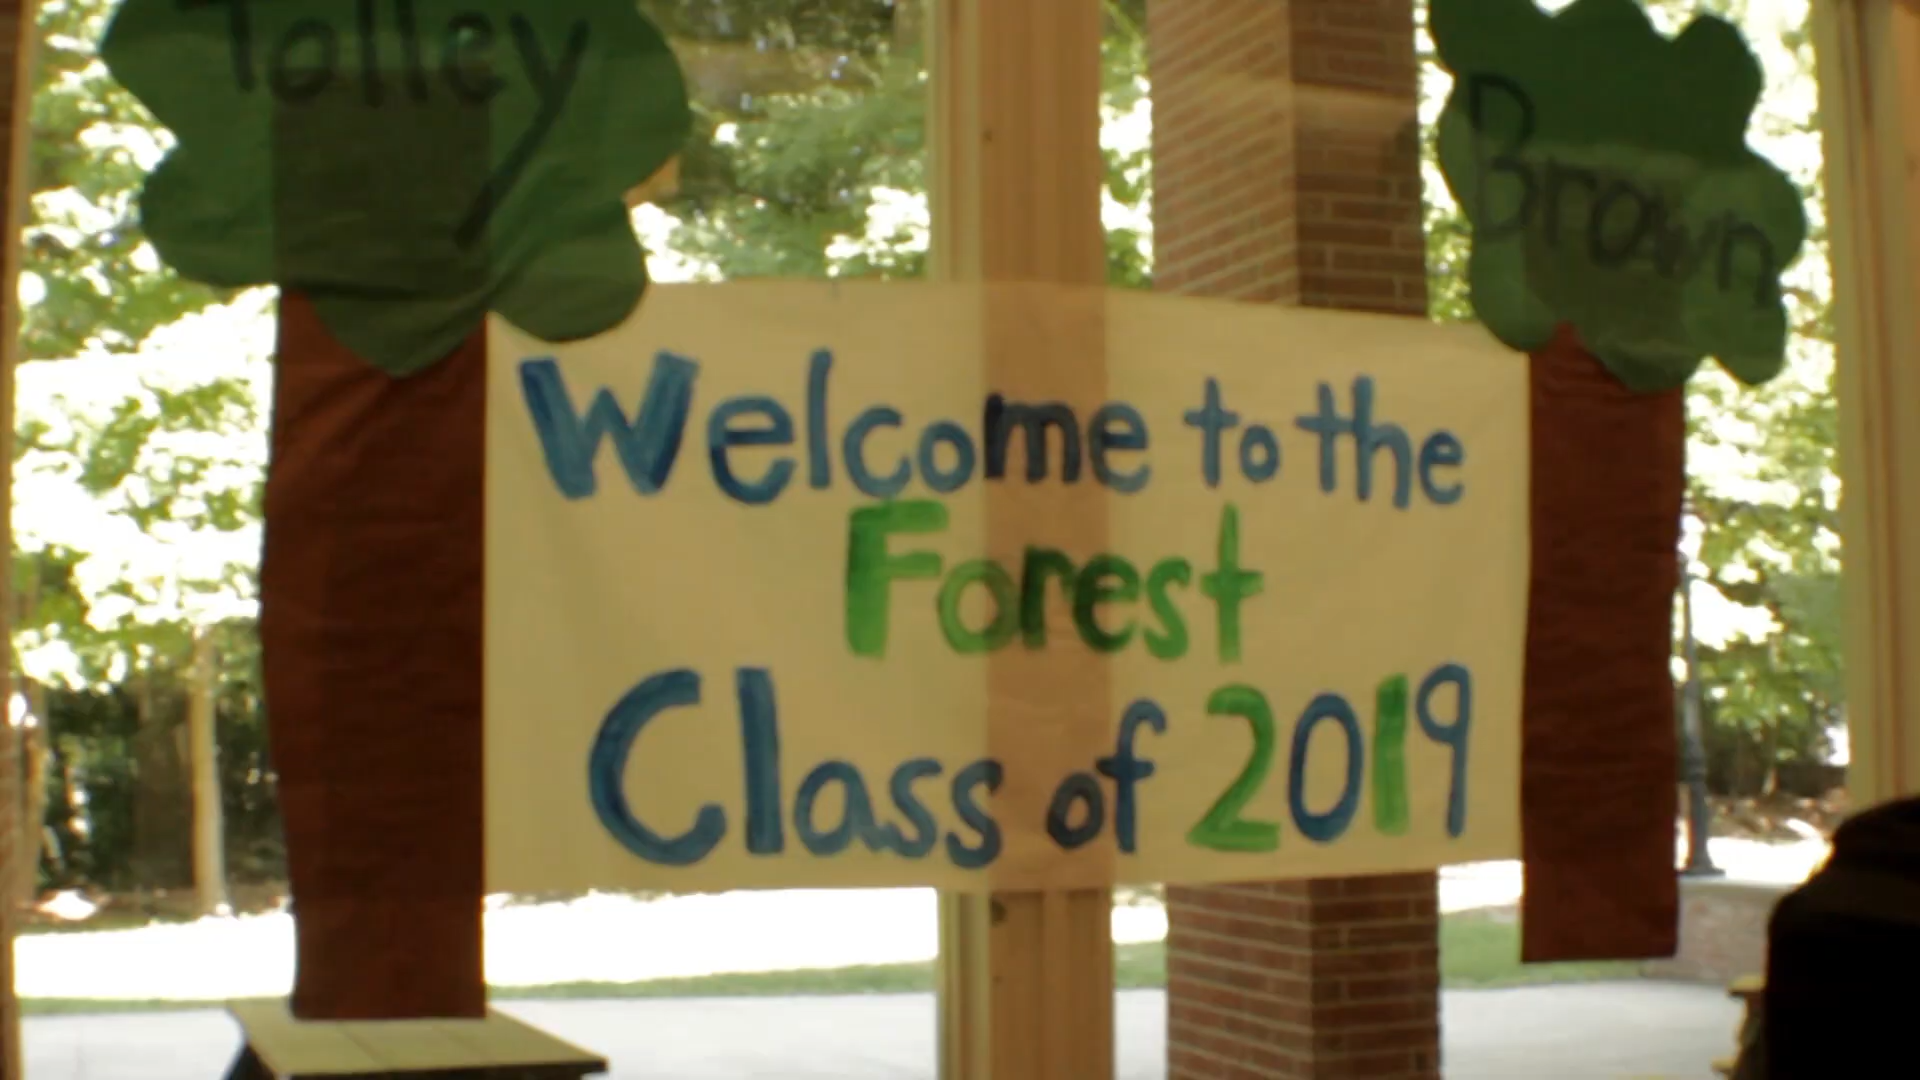 Tolley
Brown
Welcome to the
Forest
Class of 2019